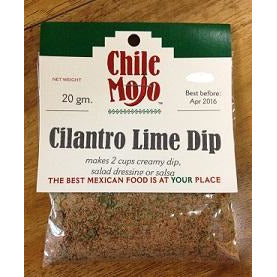 Chile
MoJo™
NET WEIGHT
20 gm.
Best before:
Apr 2016
Cilantro Lime Dip
makes 2 cups creamy dip,
salad dressing or salsa
THE BEST MEXICAN FOOD IS AT YOUR PLACE